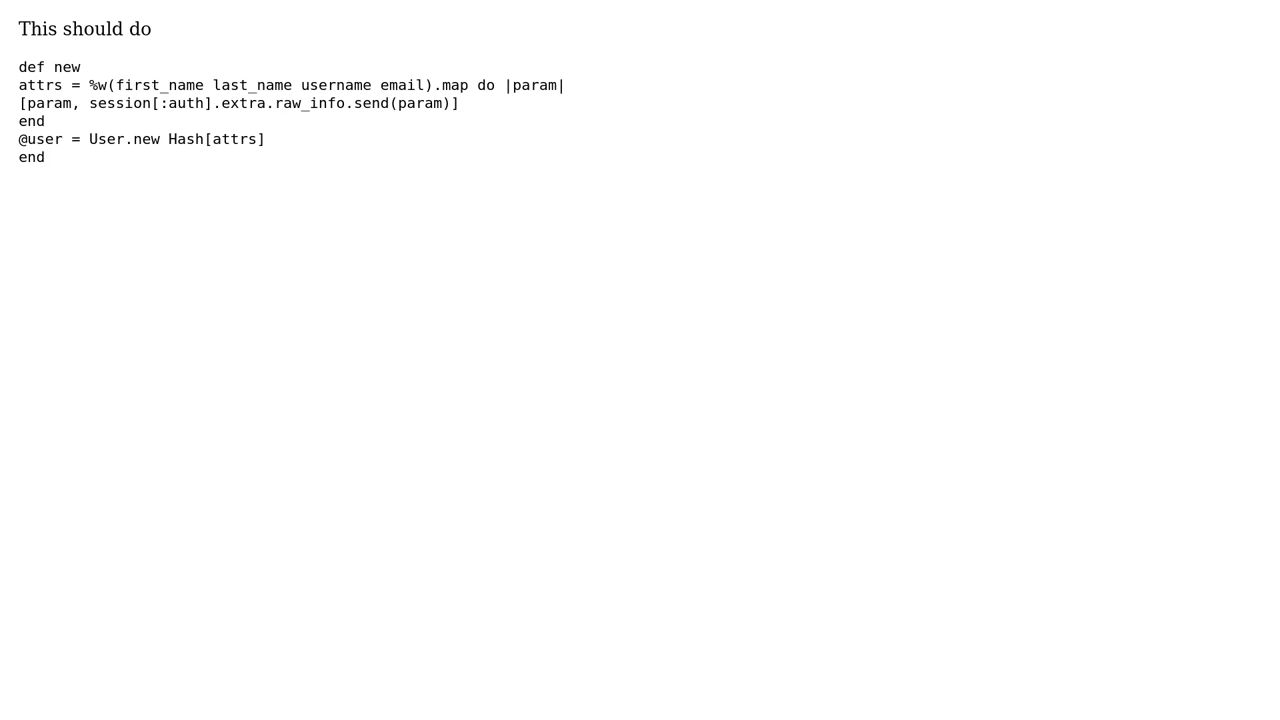 This should do
def new
attrs = %w(first_name last_name username email).map do |param|
[param, session[:auth].extra.raw_info.send(param)]
end
@user = User.new Hash[attrs]
end